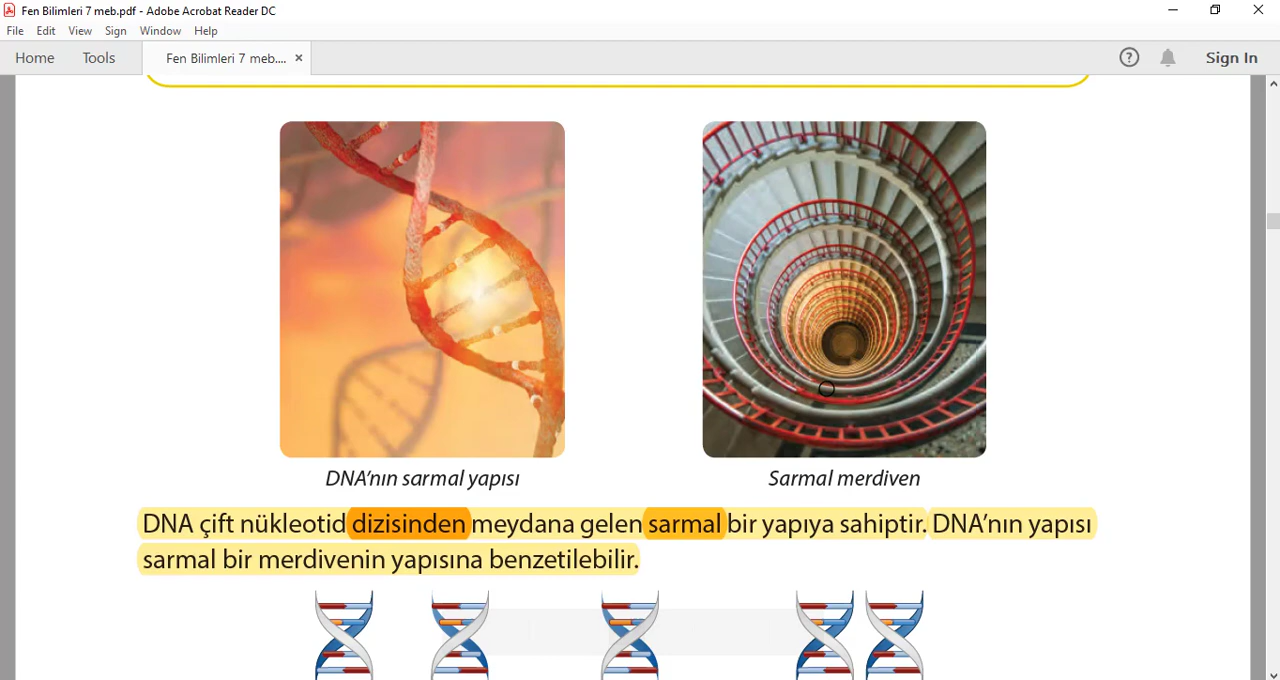 Fen Bilimleri 7 meb.pdf - Adobe Acrobat Reader DC
File Edit View Sign Window Help
Home Tools Fen Bilimleri 7 meb.... × ? Sign In
DNA’nın sarmal yapısı
Sarmal merdiven
DNA çift nükleotid dizisinden meydana gelen sarmal bir yapıya sahiptir. DNA’nın yapısı
sarmal bir merdivenin yapısına benzetilebilir.